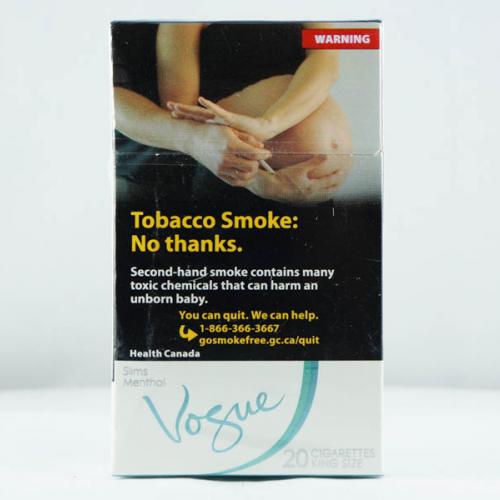 WARNING
Tobacco Smoke:
No thanks.
Second-hand smoke contains many
toxic chemicals that can harm an
unborn baby.
You can quit. We can help.
1-866-366-3667
gosmokefree.gc.ca/quit
Health Canada
Slims
Menthol
Vogue
20 CIGARETTES
KING SIZE